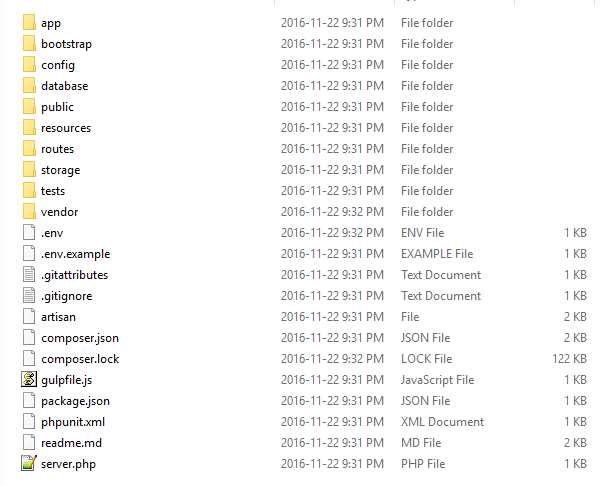 app 2016-11-22 9:31 PM File folder
bootstrap 2016-11-22 9:31 PM File folder
config 2016-11-22 9:31 PM File folder
database 2016-11-22 9:31 PM File folder
public 2016-11-22 9:31 PM File folder
resources 2016-11-22 9:31 PM File folder
routes 2016-11-22 9:31 PM File folder
storage 2016-11-22 9:31 PM File folder
tests 2016-11-22 9:31 PM File folder
vendor 2016-11-22 9:32 PM File folder
.env 2016-11-22 9:32 PM ENV File 1 KB
.env.example 2016-11-22 9:31 PM EXAMPLE File 1 KB
.gitattributes 2016-11-22 9:31 PM Text Document 1 KB
.gitignore 2016-11-22 9:31 PM Text Document 1 KB
artisan 2016-11-22 9:31 PM File 2 KB
composer.json 2016-11-22 9:31 PM JSON File 2 KB
composer.lock 2016-11-22 9:32 PM LOCK File 122 KB
gulpfile.js 2016-11-22 9:31 PM JavaScript File 1 KB
package.json 2016-11-22 9:31 PM JSON File 1 KB
phpunit.xml 2016-11-22 9:31 PM XML Document 1 KB
readme.md 2016-11-22 9:31 PM MD File 2 KB
server.php 2016-11-22 9:31 PM PHP File 1 KB